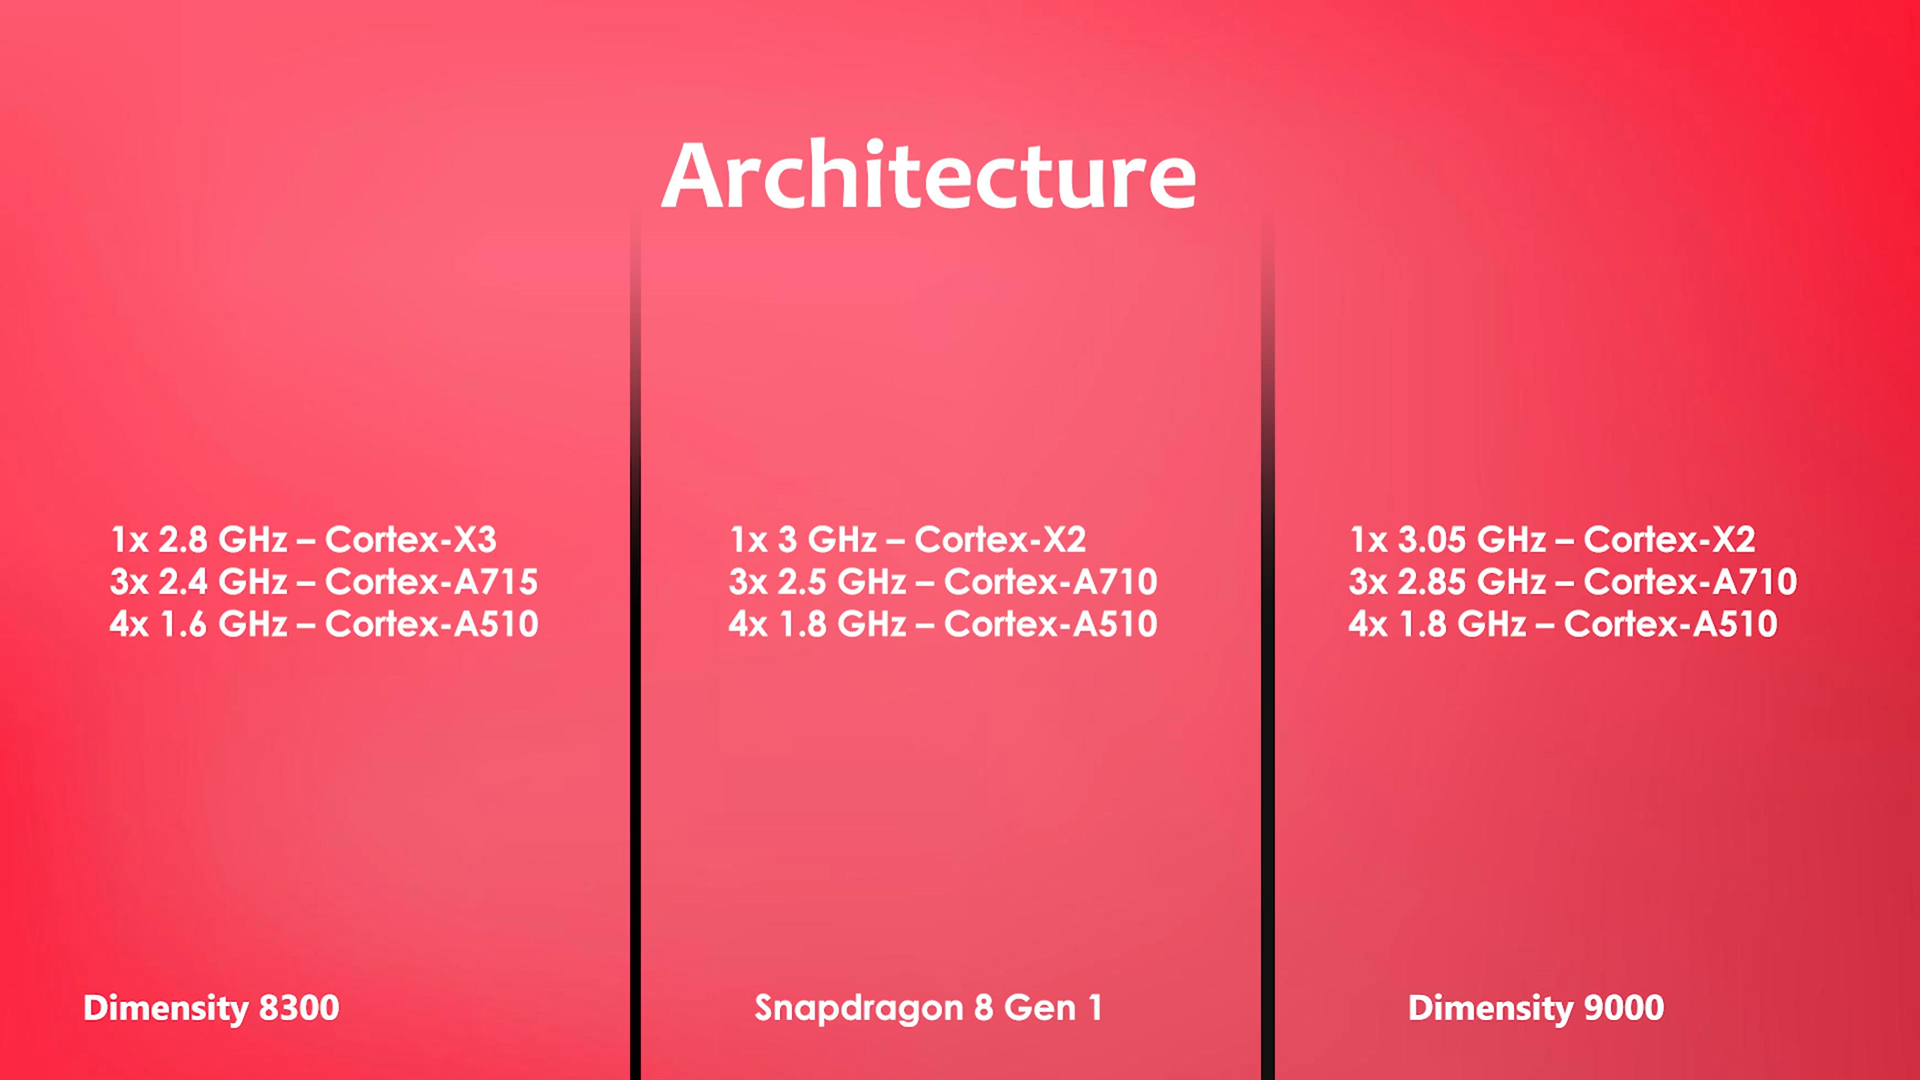 Architecture
1x 2.8 GHz – Cortex-X3
3x 2.4 GHz – Cortex-A715
4x 1.6 GHz – Cortex-A510
1x 3 GHz – Cortex-X2
3x 2.5 GHz – Cortex-A710
4x 1.8 GHz – Cortex-A510
1x 3.05 GHz – Cortex-X2
3x 2.85 GHz – Cortex-A710
4x 1.8 GHz – Cortex-A510
Dimensity 8300
Snapdragon 8 Gen 1
Dimensity 9000